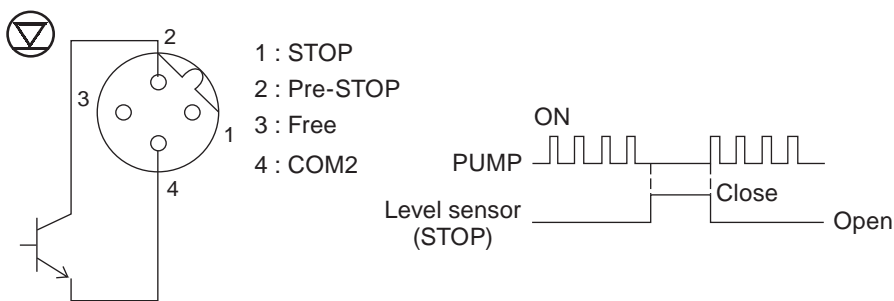 2
3
1
4
1 : STOP
2 : Pre-STOP
3 : Free
4 : COM2
ON
PUMP
Close
Level sensor
(STOP)
Open